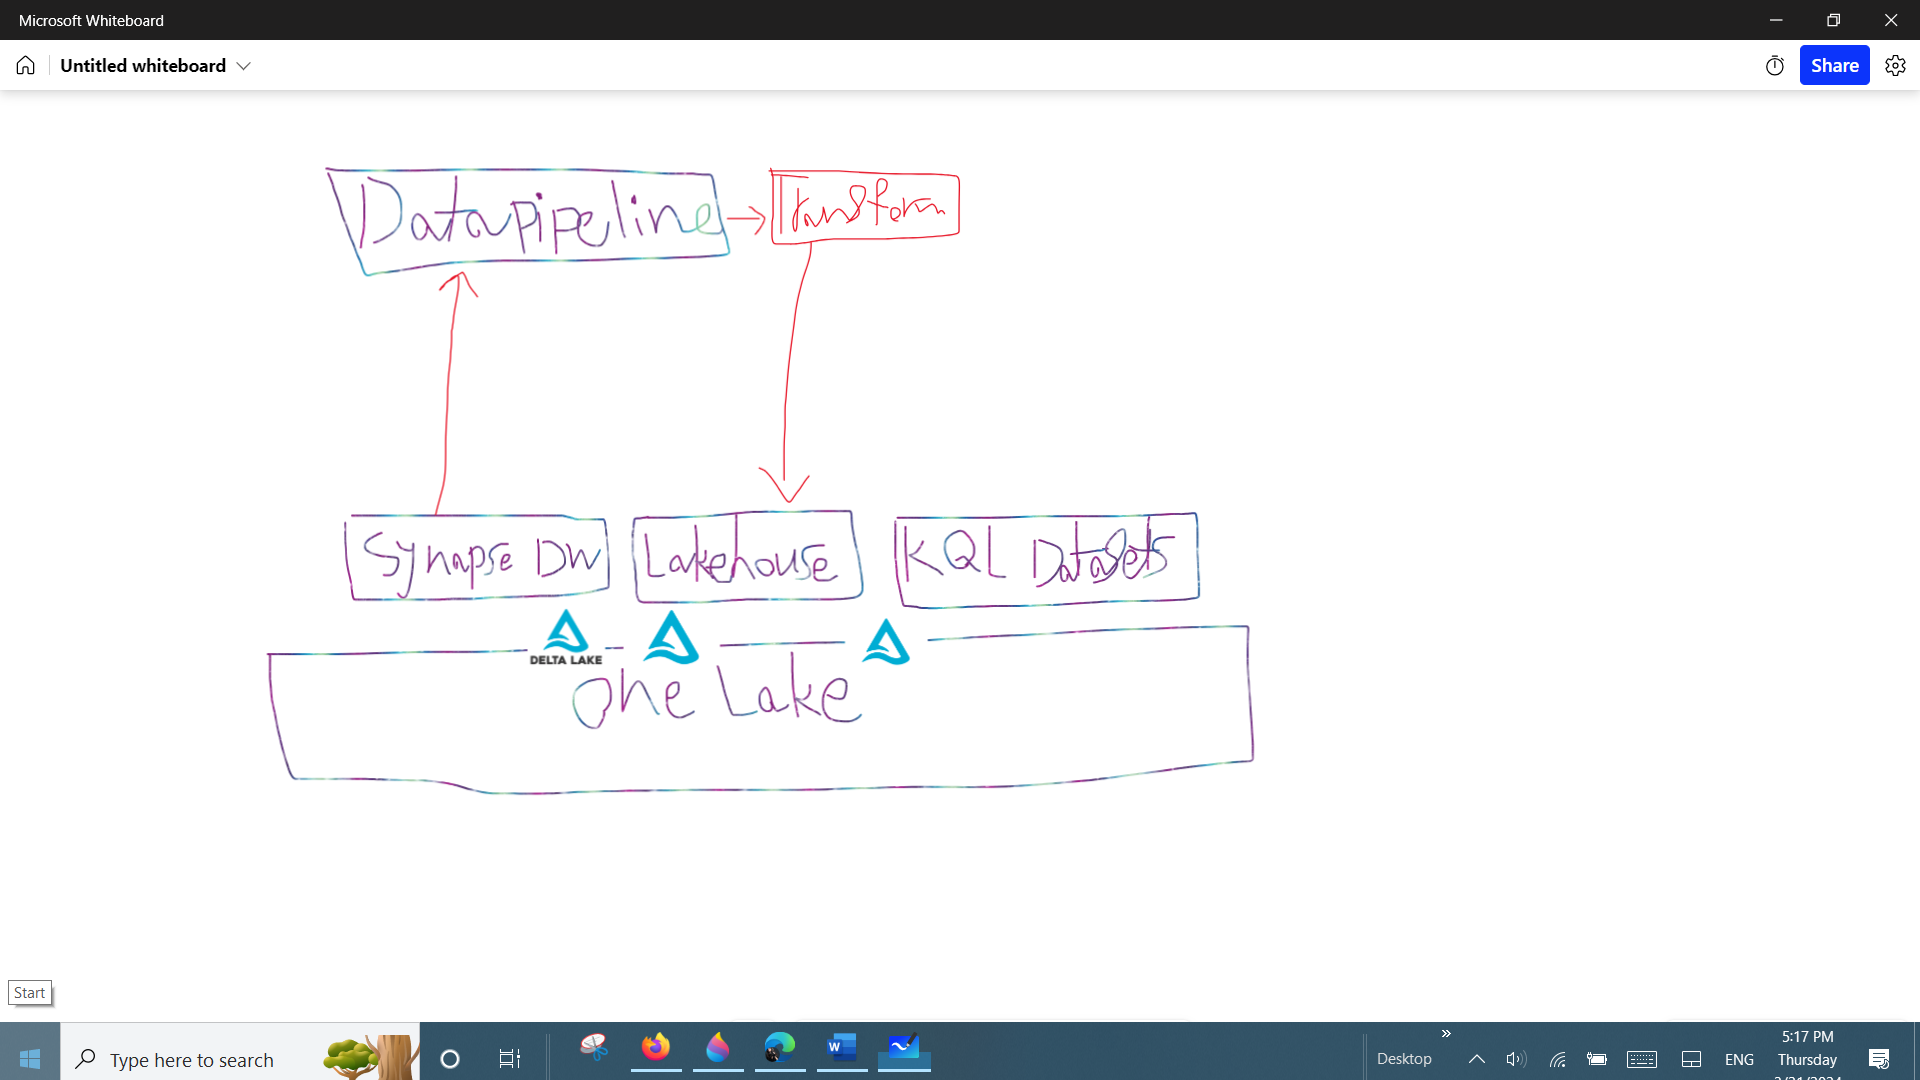 Microsoft Whiteboard
Untitled whiteboard
Share
Datapipeline
Transform
Synapse DW
Lakehouse
KQL Datasets
DELTA LAKE
One Lake
Start
Type here to search
Desktop
»
ENG
5:17 PM
Thursday